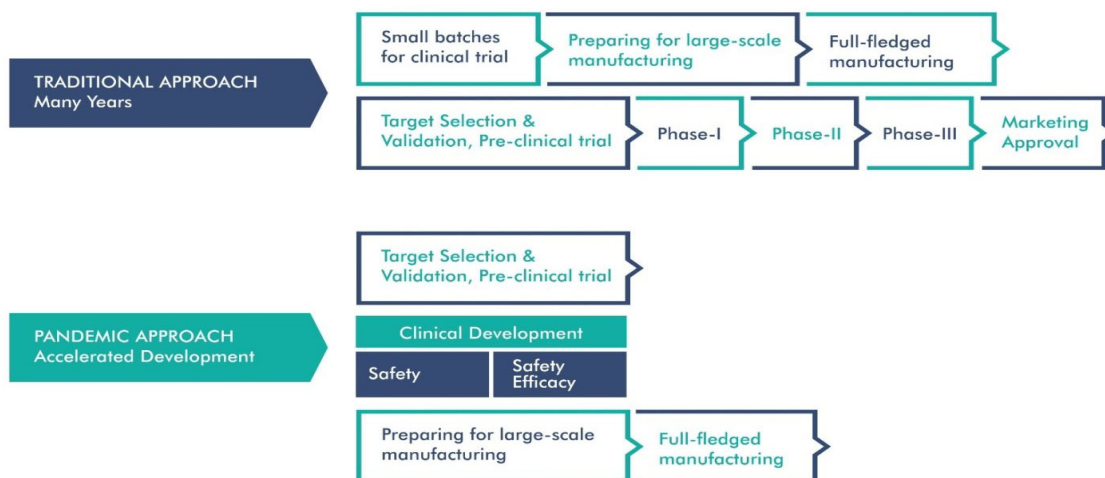 TRADITIONAL APPROACH
Many Years
Small batches
for clinical trial
Preparing for large-scale
manufacturing
Full-fledged
manufacturing
Target Selection &
Validation, Pre-clinical trial
Phase-I
Phase-II
Phase-III
Marketing
Approval
PANDEMIC APPROACH
Accelerated Development
Target Selection &
Validation, Pre-clinical trial
Clinical Development
Safety
Safety
Efficacy
Preparing for large-scale
manufacturing
Full-fledged
manufacturing